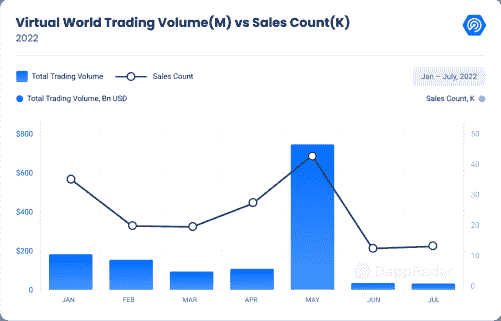 Virtual World Trading Volume(M) vs Sales Count(K)
2022
Total Trading Volume Sales Count Jan – July, 2022
Total Trading Volume, Bn USD Sales Count, K
$800 50
40
$600
30
$400
20
$200 10
0 0
JAN FEB MAR APR MAY JUN JUL
DappRadar